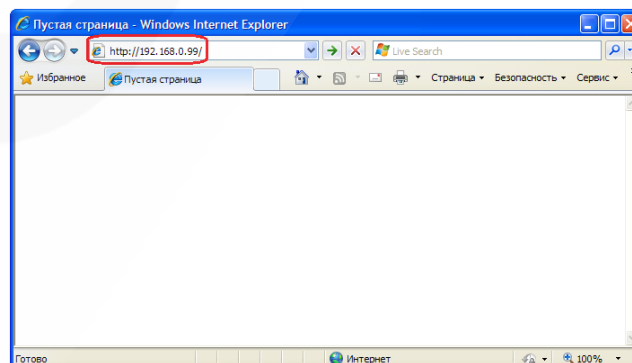 Пустая страница - Windows Internet Explorer
http://192.168.0.99/
Live Search
Избранное
Пустая страница
Страница
Безопасность
Сервис
Готово
Интернет
100%